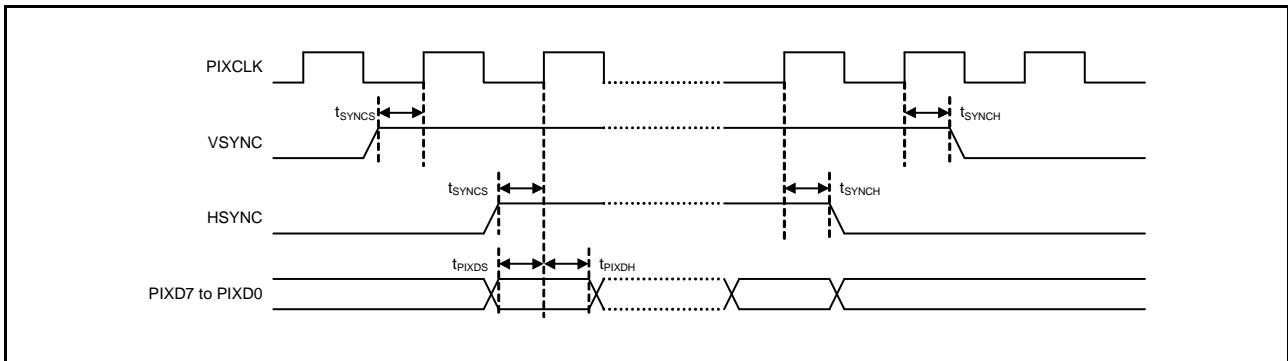 PIXCLK
tSYNCS
tSYNCH
VSYNC
tSYNCS
tSYNCH
HSYNC
tPIXDS
tPIXDH
PIXD7 to PIXD0